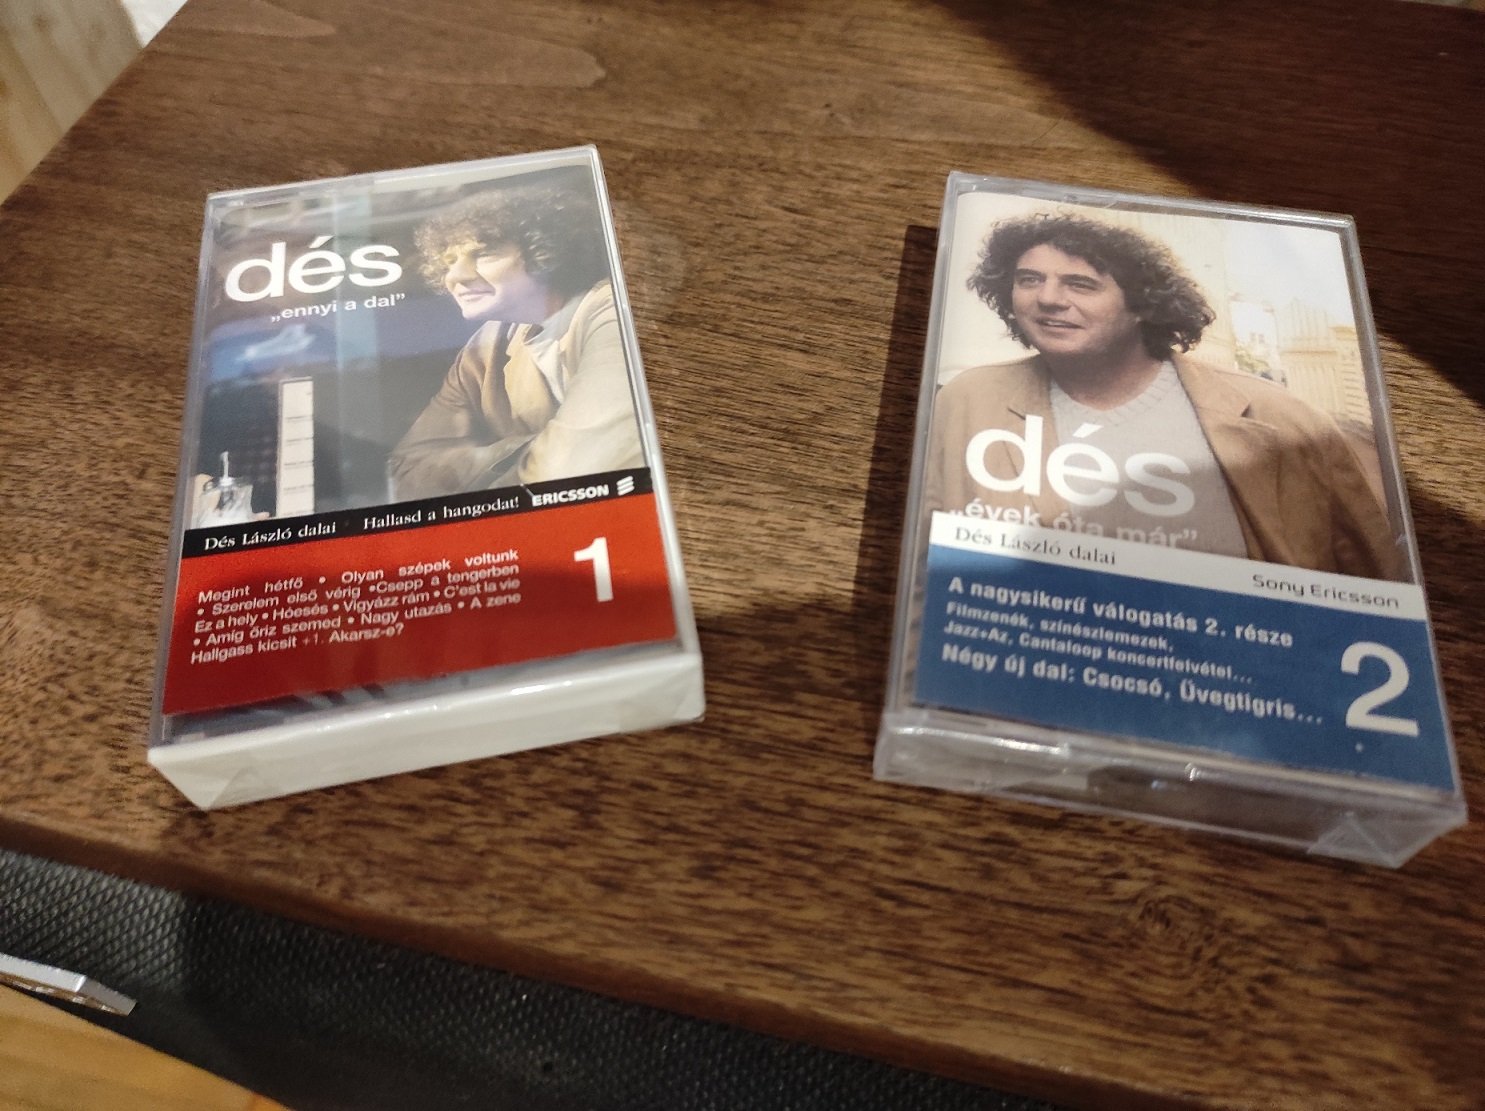 dés
„ennyi a dal”
Dés László dalai Hallasd a hangodat! ERICSSON
Megint hétfő • Olyan szépek voltunk
• Szerelem első vérig •Csepp a tengerben
Ez a hely • Hóesés • Vigyázz rám • C'est la vie
• Amíg őriz szemed • Nagy utazás • A zene
Hallgass kicsit +1. Akarsz-e?
1
dés
„évek óta már”
Dés László dalai
Sony Ericsson
A nagysikerű válogatás 2. része
Filmzenék, színészlemezek,
Jazz+Az, Cantaloop koncertfelvétel...
Négy új dal: Csocsó, Üvegtigris...
2